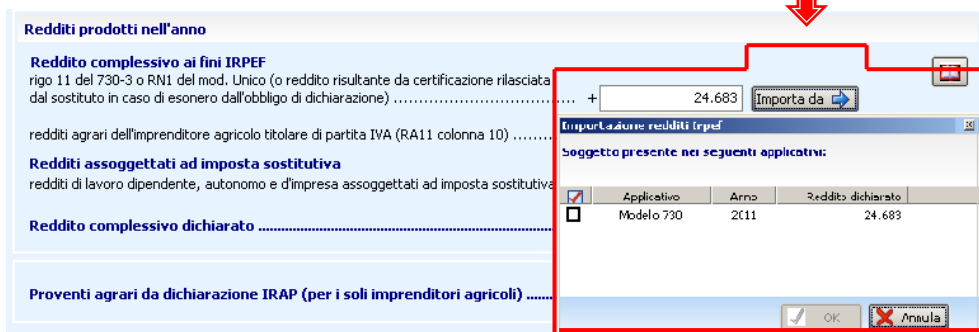 Redditi prodotti nell'anno
Reddito complessivo ai fini IRPEF
rigo 11 del 730-3 o RN1 del mod. Unico (o reddito risultante da certificazione rilasciata
dal sostituto in caso di esonero dall'obbligo di dichiarazione) .................................... + 24.683 Importa da
redditi agrari dell'imprenditore agricolo titolare di partita IVA (RA11 colonna 10) ........
Redditi assoggettati ad imposta sostitutiva
redditi di lavoro dipendente, autonomo e d'impresa assoggettati ad imposta sostitutiva
Reddito complessivo dichiarato ................................................................
Proventi agrari da dichiarazione IRAP (per i soli imprenditori agricoli) .......
Importazione redditi Irpef
Soggetto presente nei seguenti applicativi:
Applicativo Anno Reddito dichiarato
Modello 730 2011 24.683
OK Annulla